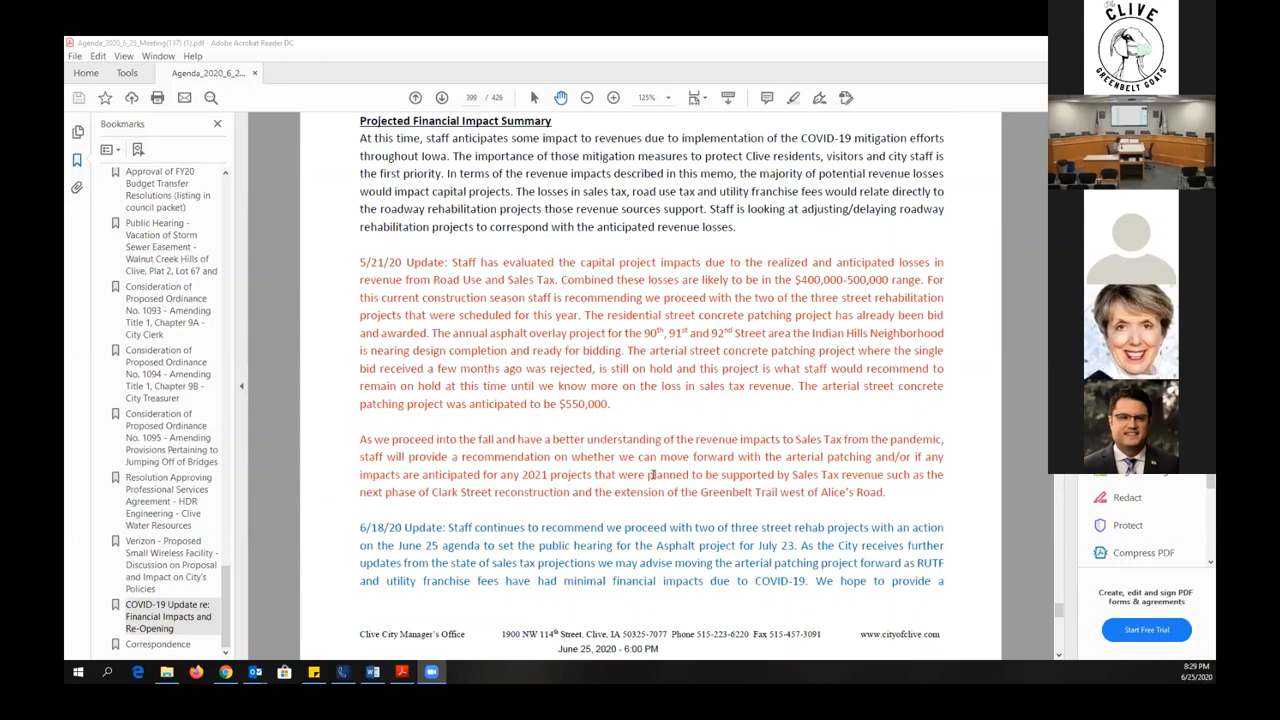 Agenda_2020_6_25_Meeting(137) (1).pdf - Adobe Acrobat Reader DC
File Edit View Window Help
Home Tools Agenda_2020_6_2... ×
399 / 426 125%
Bookmarks
Approval of FY20
Budget Transfer
Resolutions (listing in
council packet)
Public Hearing -
Vacation of Storm
Sewer Easement -
Walnut Creek Hills of
Clive, Plat 2, Lot 67 and
Consideration of
Proposed Ordinance
No. 1093 - Amending
Title 1, Chapter 9A -
City Clerk
Consideration of
Proposed Ordinance
No. 1094 - Amending
Title 1, Chapter 9B -
City Treasurer
Consideration of
Proposed Ordinance
No. 1095 - Amending
Provisions Pertaining to
Jumping Off of Bridges
Resolution Approving
Professional Services
Agreement - HDR
Engineering - Clive
Water Resources
Verizon - Proposed
Small Wireless Facility -
Discussion on Proposal
and Impact on City's
Policies
COVID-19 Update re:
Financial Impacts and
Re-Opening
Correspondence
Projected Financial Impact Summary
At this time, staff anticipates some impact to revenues due to implementation of the COVID-19 mitigation efforts
throughout Iowa. The importance of those mitigation measures to protect Clive residents, visitors and city staff is
the first priority. In terms of the revenue impacts described in this memo, the majority of potential revenue losses
would impact capital projects. The losses in sales tax, road use tax and utility franchise fees would relate directly to
the roadway rehabilitation projects those revenue sources support. Staff is looking at adjusting/delaying roadway
rehabilitation projects to correspond with the anticipated revenue losses.
5/21/20 Update: Staff has evaluated the capital project impacts due to the realized and anticipated losses in
revenue from Road Use and Sales Tax. Combined these losses are likely to be in the $400,000-500,000 range. For
this current construction season staff is recommending we proceed with the two of the three street rehabilitation
projects that were scheduled for this year. The residential street concrete patching project has already been bid
and awarded. The annual asphalt overlay project for the 90th, 91st and 92nd Street area the Indian Hills Neighborhood
is nearing design completion and ready for bidding. The arterial street concrete patching project where the single
bid received a few months ago was rejected, is still on hold and this project is what staff would recommend to
remain on hold at this time until we know more on the loss in sales tax revenue. The arterial street concrete
patching project was anticipated to be $550,000.
As we proceed into the fall and have a better understanding of the revenue impacts to Sales Tax from the pandemic,
staff will provide a recommendation on whether we can move forward with the arterial patching and/or if any
impacts are anticipated for any 2021 projects that were planned to be supported by Sales Tax revenue such as the
next phase of Clark Street reconstruction and the extension of the Greenbelt Trail west of Alice's Road.
6/18/20 Update: Staff continues to recommend we proceed with two of three street rehab projects with an action
on the June 25 agenda to set the public hearing for the Asphalt project for July 23. As the City receives further
updates from the state of sales tax projections we may advise moving the arterial patching project forward as RUTF
and utility franchise fees have had minimal financial impacts due to COVID-19. We hope to provide a
Clive City Manager's Office 1900 NW 114th Street, Clive, IA 50325-7077 Phone 515-223-6220 Fax 515-457-3091 www.cityofclive.com
June 25, 2020 - 6:00 PM
The
CLIVE
GREENBELT GOATS
Redact
Protect
Compress PDF
Create, edit and sign PDF
forms & agreements
Start Free Trial
8:29 PM
6/25/2020